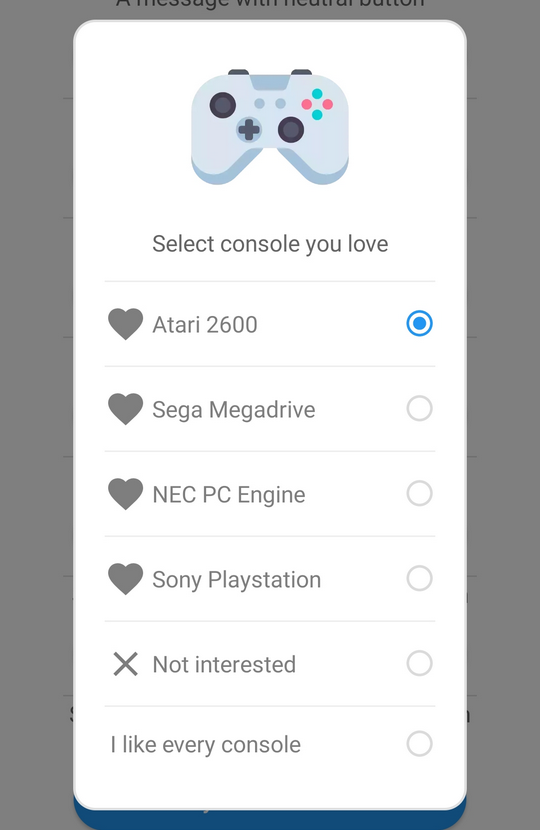 A message with neutral button
Select console you love
Atari 2600
Sega Megadrive
NEC PC Engine
Sony Playstation
Not interested
I like every console